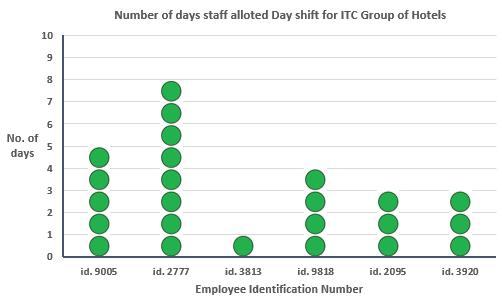 Number of days staff alloted Day shift for ITC Group of Hotels
10
9
8
7
6
5
4
3
2
1
0
No. of
days
id. 9005 id. 2777 id. 3813 id. 9818 id. 2095 id. 3920
Employee Identification Number